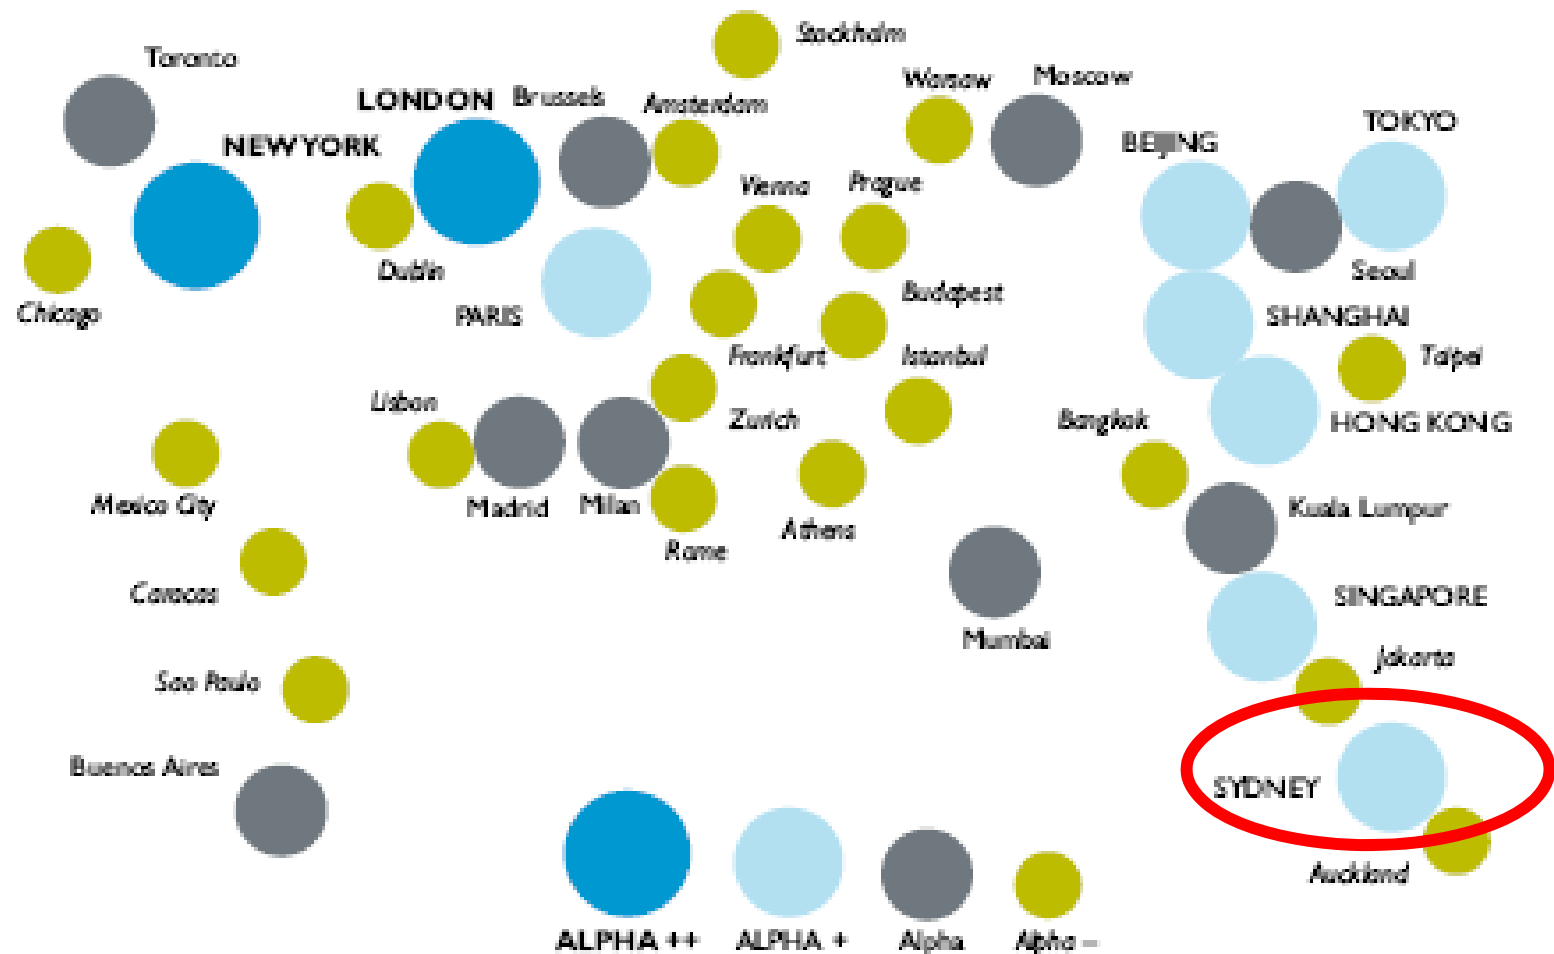 Stockholm
Toronto
Warsaw
Moscow
LONDON
Brussels
Amsterdam
TOKYO
NEW YORK
BEIJING
Vienna
Prague
Dublin
Seoul
Budapest
Chicago
PARIS
SHANGHAI
Frankfurt
Istanbul
Taipei
Lisbon
Zurich
Bangkok
HONG KONG
Mexico City
Madrid
Milan
Kuala Lumpur
Athens
Rome
Caracas
SINGAPORE
Mumbai
Jakarta
Sao Paulo
Buenos Aires
SYDNEY
Auckland
ALPHA ++
ALPHA +
Alpha
Alpha –